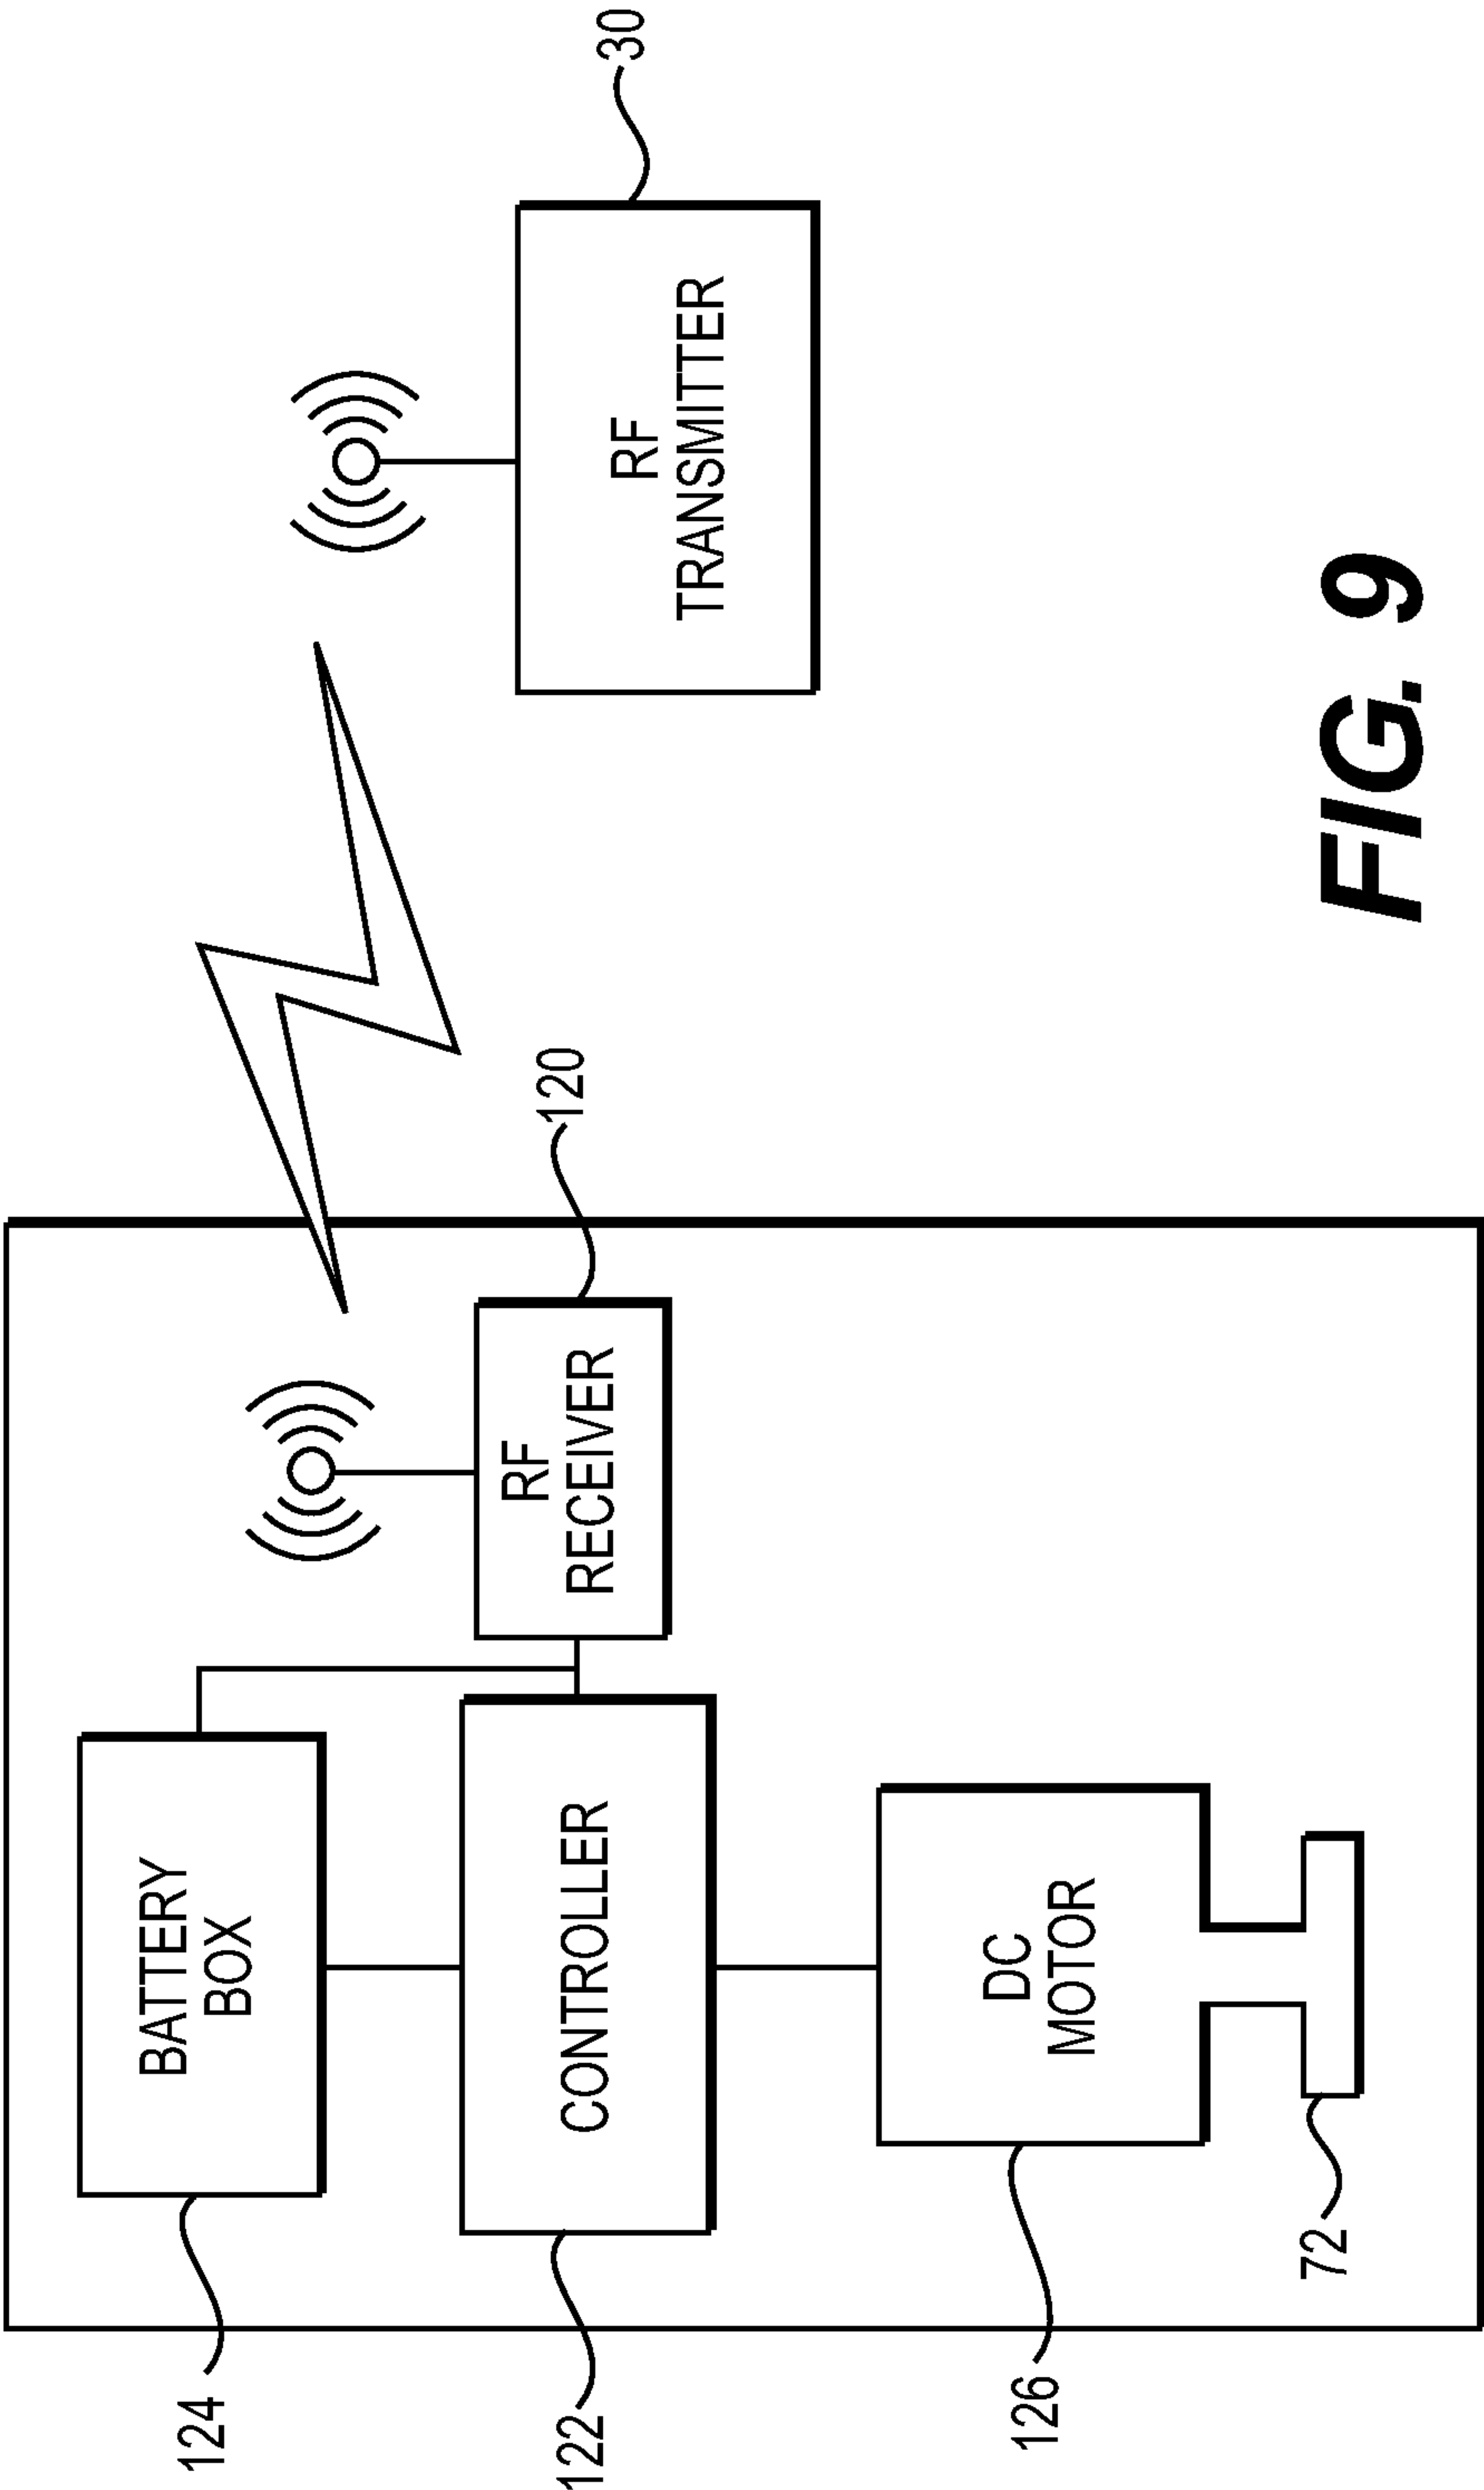 124
BATTERY
BOX
122
CONTROLLER
RF
RECEIVER
120
126
DC
MOTOR
72
RF
TRANSMITTER
30
FIG. 9